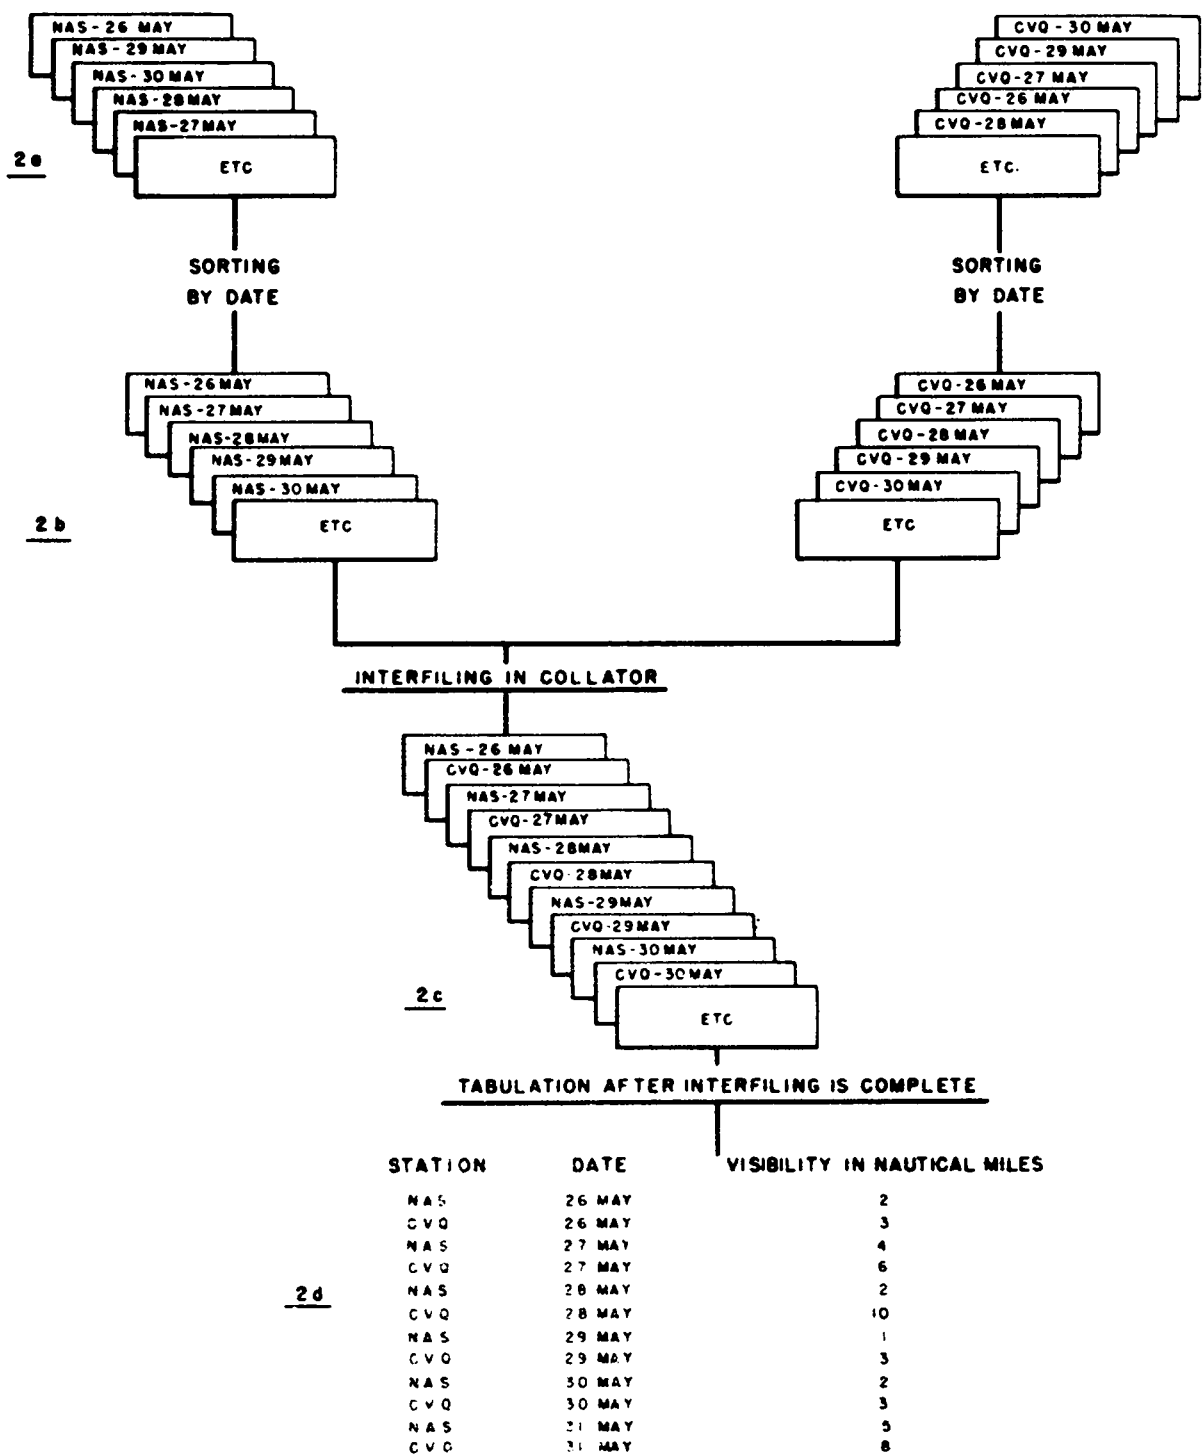 NAS-26 MAY
NAS-29 MAY
NAS-30 MAY
NAS-28 MAY
NAS-27 MAY
ETC
2a
CVQ-30 MAY
CVQ-29 MAY
CVQ-27 MAY
CVQ-26 MAY
CVQ-28 MAY
ETC.
SORTING
BY DATE
SORTING
BY DATE
NAS-26 MAY
NAS-27 MAY
NAS-28 MAY
NAS-29 MAY
NAS-30 MAY
ETC
2b
CVQ-26 MAY
CVQ-27 MAY
CVQ-28 MAY
CVQ-29 MAY
CVQ-30 MAY
ETC
INTERFILING IN COLLATOR
NAS-26 MAY
CVQ-26 MAY
NAS-27 MAY
CVQ-27 MAY
NAS-28 MAY
CVQ-28 MAY
NAS-29 MAY
CVQ-29 MAY
NAS-30 MAY
CVQ-30 MAY
ETC
2c
TABULATION AFTER INTERFILING IS COMPLETE
STATION DATE VISIBILITY IN NAUTICAL MILES
NAS 26 MAY 2
CVQ 26 MAY 3
NAS 27 MAY 4
CVQ 27 MAY 6
NAS 28 MAY 2
2d
CVQ 28 MAY 10
NAS 29 MAY 1
CVQ 29 MAY 3
NAS 30 MAY 2
CVQ 30 MAY 3
NAS 31 MAY 5
CVQ 31 MAY 8